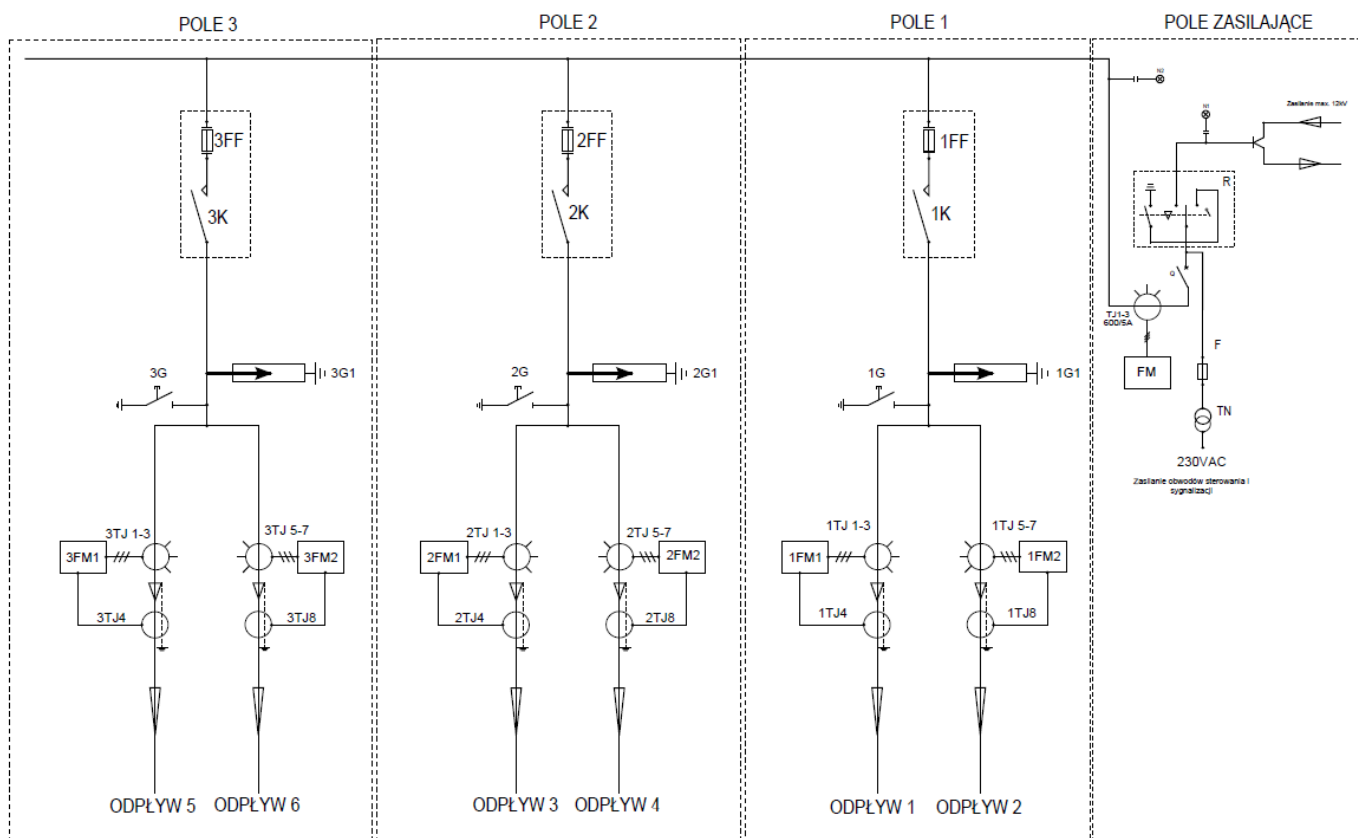 POLE 3
POLE 2
POLE 1
POLE ZASILAJĄCE
N2
N1
Zasilanie max. 12kV
3FF
2FF
1FF
R
3K
2K
1K
Q
TJ1-3
600/5A
F
FM
3G
3G1
2G
2G1
1G
1G1
TN
230VAC
Zasilanie obwodów sterowania i
sygnalizacji
3TJ 1-3
3TJ 5-7
2TJ 1-3
2TJ 5-7
1TJ 1-3
1TJ 5-7
3FM1
3FM2
2FM1
2FM2
1FM1
1FM2
3TJ4
3TJ8
2TJ4
2TJ8
1TJ4
1TJ8
ODPŁYW 5
ODPŁYW 6
ODPŁYW 3
ODPŁYW 4
ODPŁYW 1
ODPŁYW 2